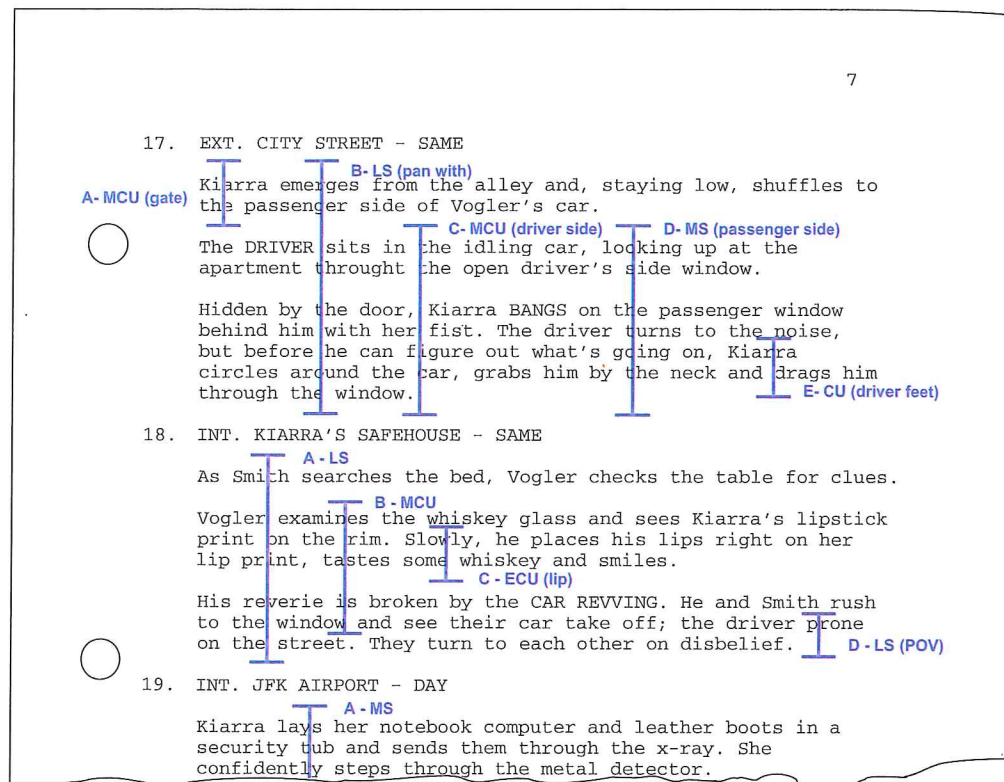 7
17. EXT. CITY STREET - SAME
B- LS (pan with)
Kiarra emerges from the alley and, staying low, shuffles to
A- MCU (gate)
the passenger side of Vogler's car.
C- MCU (driver side)
D- MS (passenger side)
The DRIVER sits in the idling car, looking up at the
apartment throught the open driver's side window.
Hidden by the door, Kiarra BANGS on the passenger window
behind him with her fist. The driver turns to the noise,
but before he can figure out what's going on, Kiarra
circles around the car, grabs him by the neck and drags him
through the window.
E- CU (driver feet)
18. INT. KIARRA'S SAFEHOUSE - SAME
A - LS
As Smith searches the bed, Vogler checks the table for clues.
B - MCU
Vogler examines the whiskey glass and sees Kiarra's lipstick
print on the rim. Slowly, he places his lips right on her
lip print, tastes some whiskey and smiles.
C - ECU (lip)
His reverie is broken by the CAR REVVING. He and Smith rush
to the window and see their car take off; the driver prone
on the street. They turn to each other on disbelief.
D - LS (POV)
19. INT. JFK AIRPORT - DAY
A - MS
Kiarra lays her notebook computer and leather boots in a
security tub and sends them through the x-ray. She
confidently steps through the metal detector.